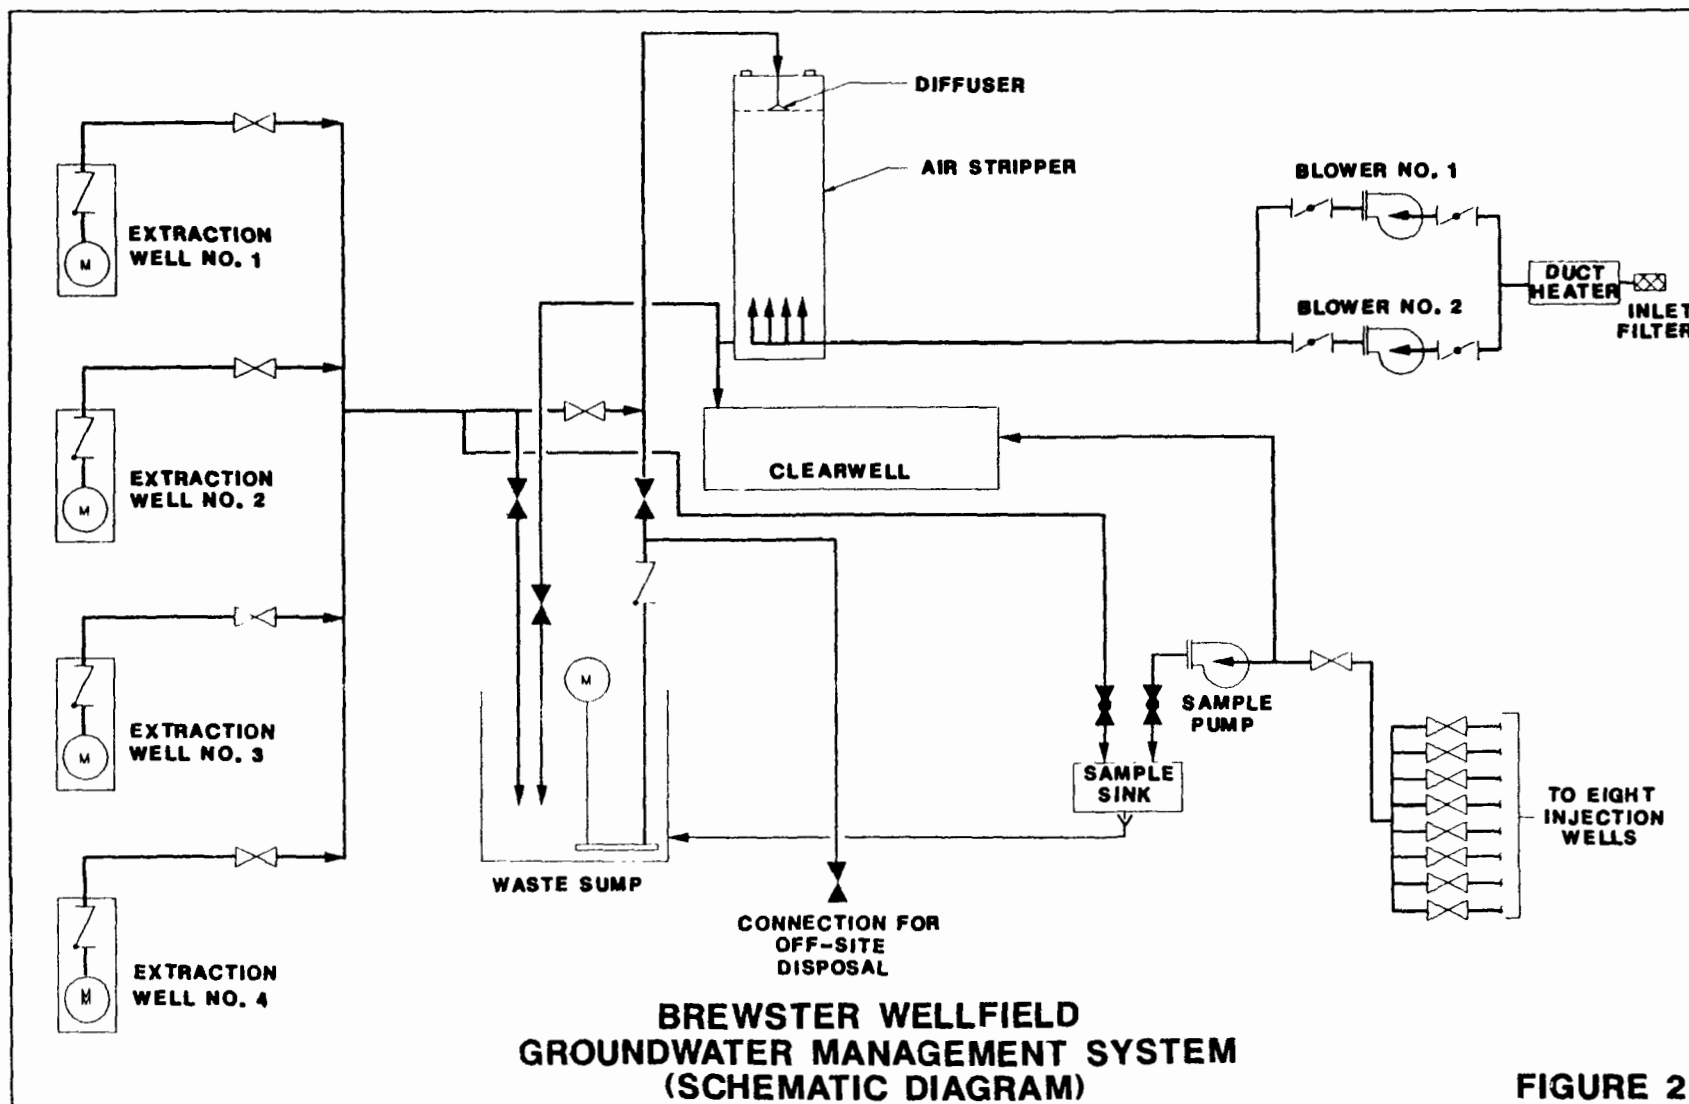 DIFFUSER
AIR STRIPPER
BLOWER NO. 1
EXTRACTION
WELL NO. 1
M
DUCT
HEATER
INLET
FILTER
BLOWER NO. 2
EXTRACTION
WELL NO. 2
M
CLEARWELL
EXTRACTION
WELL NO. 3
M
M
SAMPLE
PUMP
SAMPLE
SINK
TO EIGHT
INJECTION
WELLS
WASTE SUMP
CONNECTION FOR
OFF-SITE
DISPOSAL
EXTRACTION
WELL NO. 4
M
BREWSTER WELLFIELD
GROUNDWATER MANAGEMENT SYSTEM
(SCHEMATIC DIAGRAM)
FIGURE 2